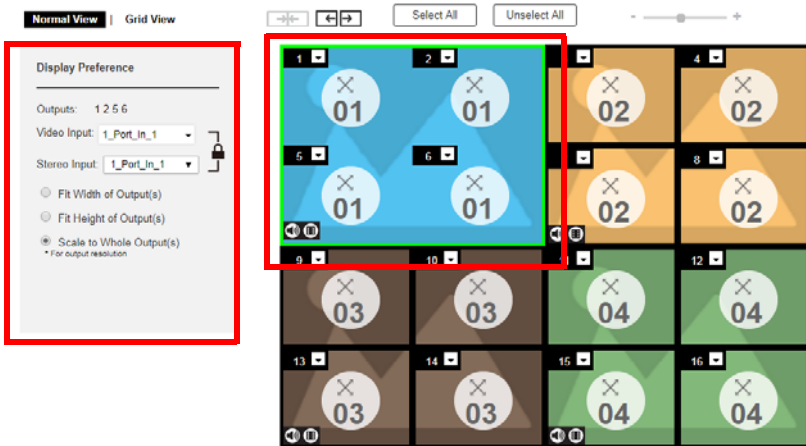 Normal View | Grid View
Select All
Unselect All
- +
Display Preference
Outputs: 1 2 5 6
Video Input: 1_Port_In_1
Stereo Input: 1_Port_In_1
Fit Width of Output(s)
Fit Height of Output(s)
Scale to Whole Output(s)
* For output resolution
1 2 4
01 01 02 02
5 6 8
01 01 02 02
9 10 11 12
03 03 04 04
13 14 15 16
03 03 04 04